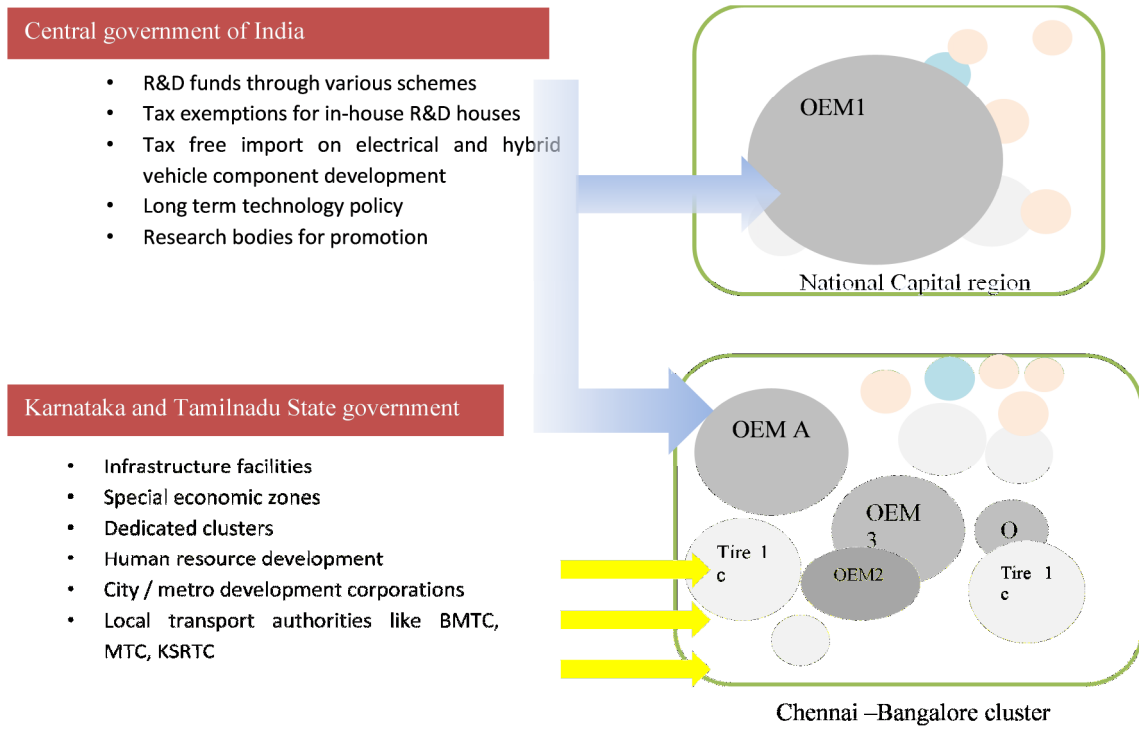 Central government of India
• R&D funds through various schemes
• Tax exemptions for in-house R&D houses
• Tax free import on electrical and hybrid
vehicle component development
• Long term technology policy
• Research bodies for promotion
OEM1
National Capital region
Karnataka and Tamilnadu State government
• Infrastructure facilities
• Special economic zones
• Dedicated clusters
• Human resource development
• City / metro development corporations
• Local transport authorities like BMTC,
MTC, KSRTC
OEM A
OEM
3
O
Tire 1
c
OEM2
Tire 1
c
Chennai –Bangalore cluster